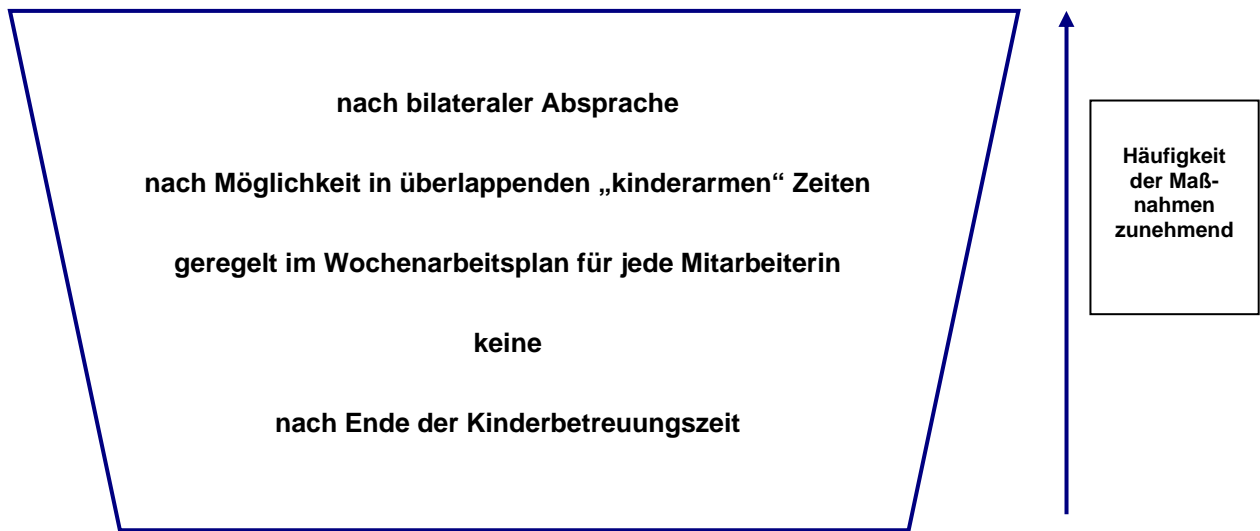 nach bilateraler Absprache
nach Möglichkeit in überlappenden „kinderarmen“ Zeiten
geregelt im Wochenarbeitsplan für jede Mitarbeiterin
keine
nach Ende der Kinderbetreuungszeit
Häufigkeit
der Maß-
nahmen
zunehmend